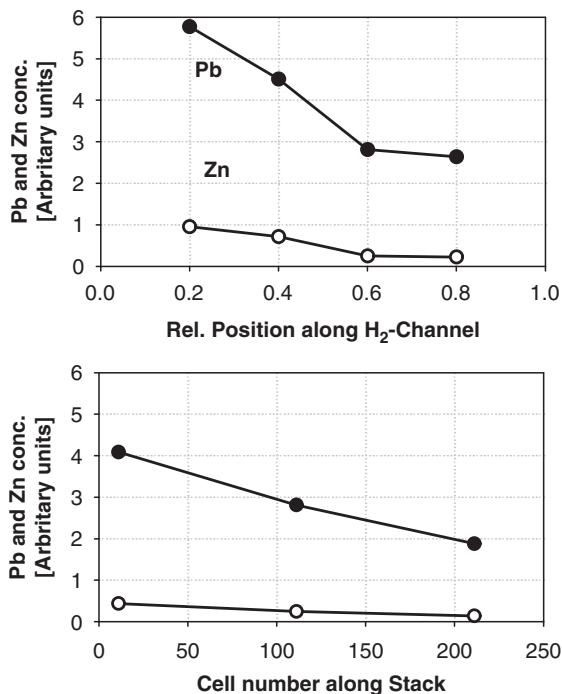 Pb and Zn conc.
[Arbritary units]
6
5
4
3
2
1
0
Pb
Zn
0.0 0.2 0.4 0.6 0.8 1.0
Rel. Position along H₂-Channel
Pb and Zn conc.
[Arbritary units]
6
5
4
3
2
1
0
0 50 100 150 200 250
Cell number along Stack